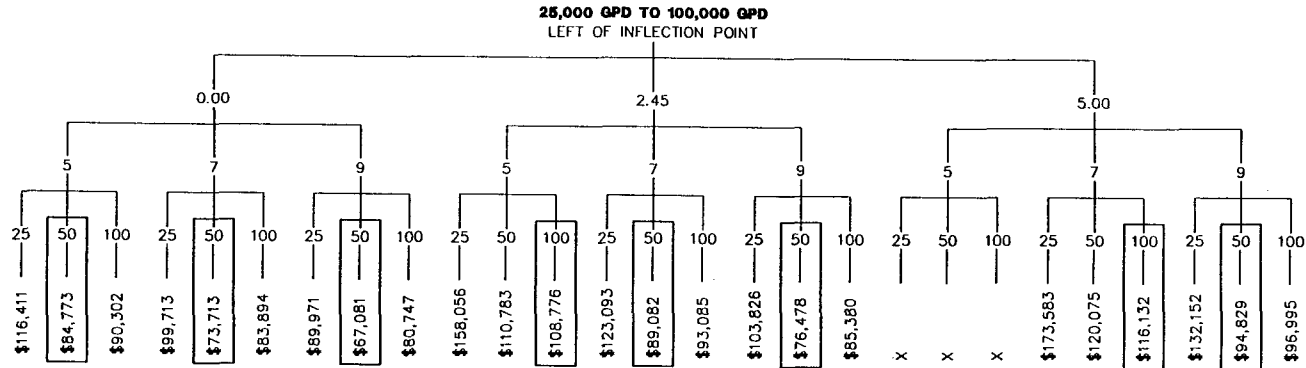 25,000 GPD TO 100,000 GPD
LEFT OF INFLECTION POINT
0.00 2.45 5.00
5 7 9 5 7 9 5 7 9
25 50 100 25 50 100 25 50 100 25 50 100 25 50 100 25 50 100 25 50 100 25 50 100 25 50 100
$116,411 $84,773 $90,302 $99,713 $73,713 $83,894 $89,971 $67,081 $80,747 $158,056 $110,783 $108,776 $123,093 $89,082 $93,085 $103,826 $76,478 $85,380 X X X $173,583 $120,075 $116,132 $132,152 $94,829 $96,995